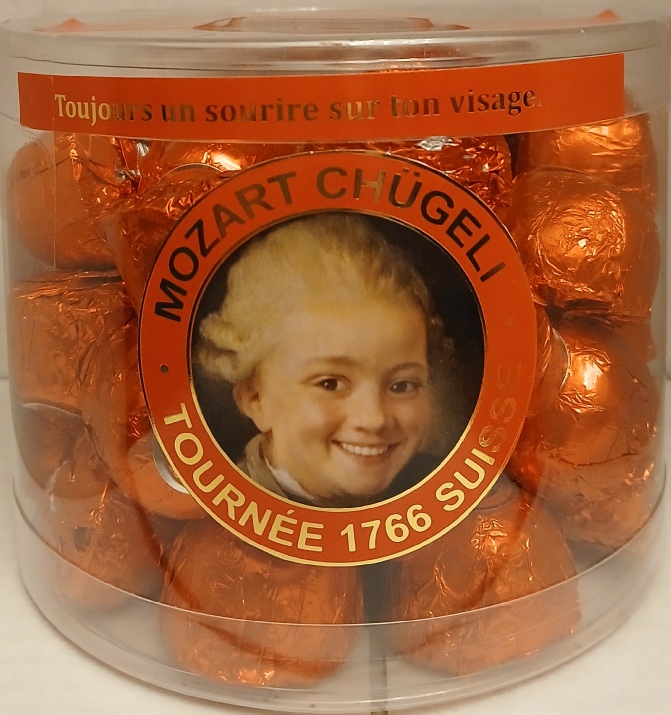 Toujours un sourire sur ton visage.
MOZART CHÜGELI
TOURNÉE 1766 SUISSE